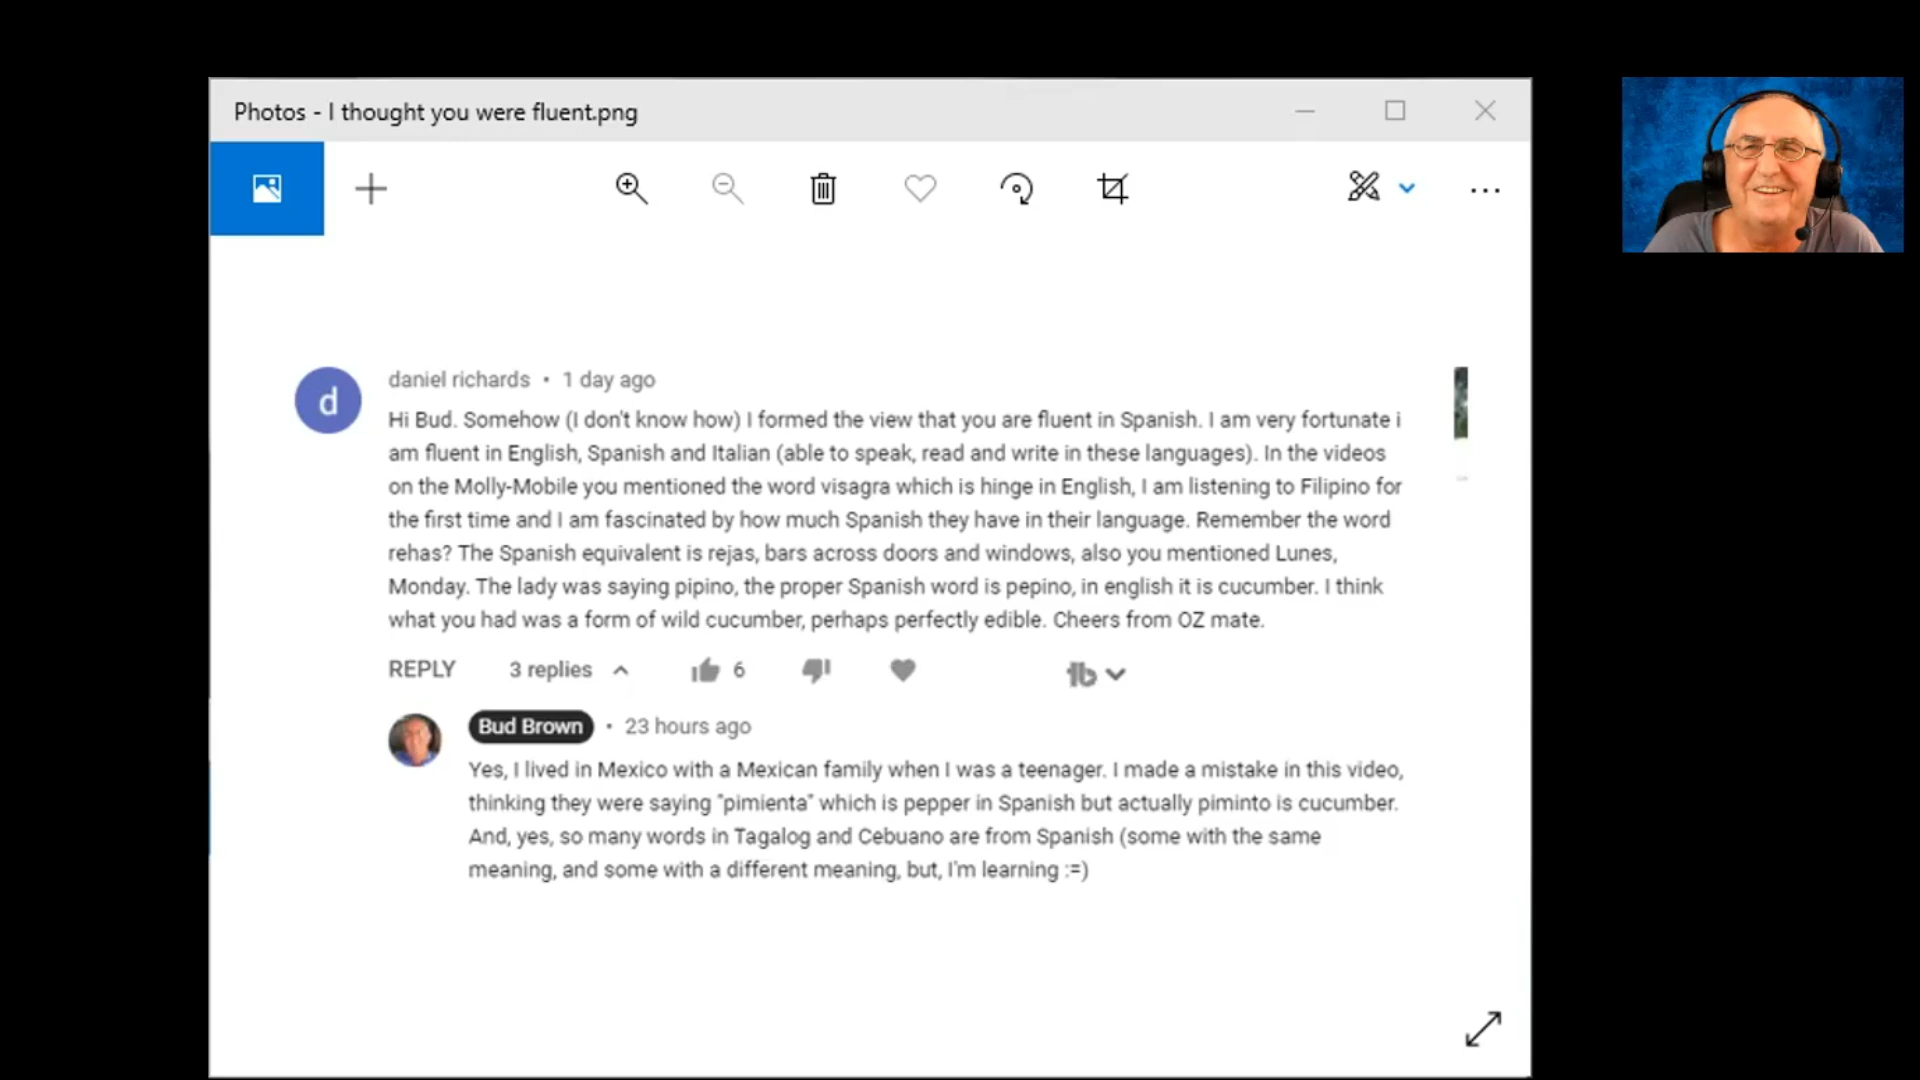 Photos - I thought you were fluent.png
d
daniel richards • 1 day ago
Hi Bud. Somehow (I don't know how) I formed the view that you are fluent in Spanish. I am very fortunate i
am fluent in English, Spanish and Italian (able to speak, read and write in these languages). In the videos
on the Molly-Mobile you mentioned the word visagra which is hinge in English, I am listening to Filipino for
the first time and I am fascinated by how much Spanish they have in their language. Remember the word
rehas? The Spanish equivalent is rejas, bars across doors and windows, also you mentioned Lunes,
Monday. The lady was saying pipino, the proper Spanish word is pepino, in english it is cucumber. I think
what you had was a form of wild cucumber, perhaps perfectly edible. Cheers from OZ mate.
REPLY 3 replies 6
Bud Brown • 23 hours ago
Yes, I lived in Mexico with a Mexican family when I was a teenager. I made a mistake in this video,
thinking they were saying "pimienta" which is pepper in Spanish but actually piminto is cucumber.
And, yes, so many words in Tagalog and Cebuano are from Spanish (some with the same
meaning, and some with a different meaning, but, I'm learning :=)